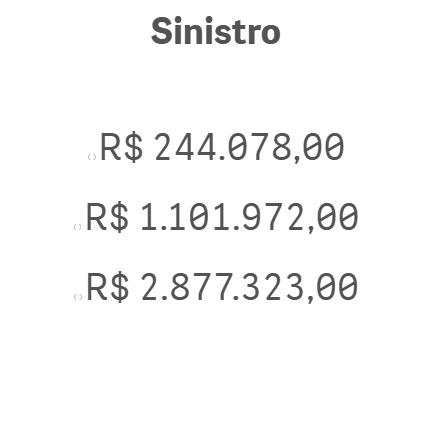 Sinistro
()R$ 244.078,00
()R$ 1.101.972,00
()R$ 2.877.323,00